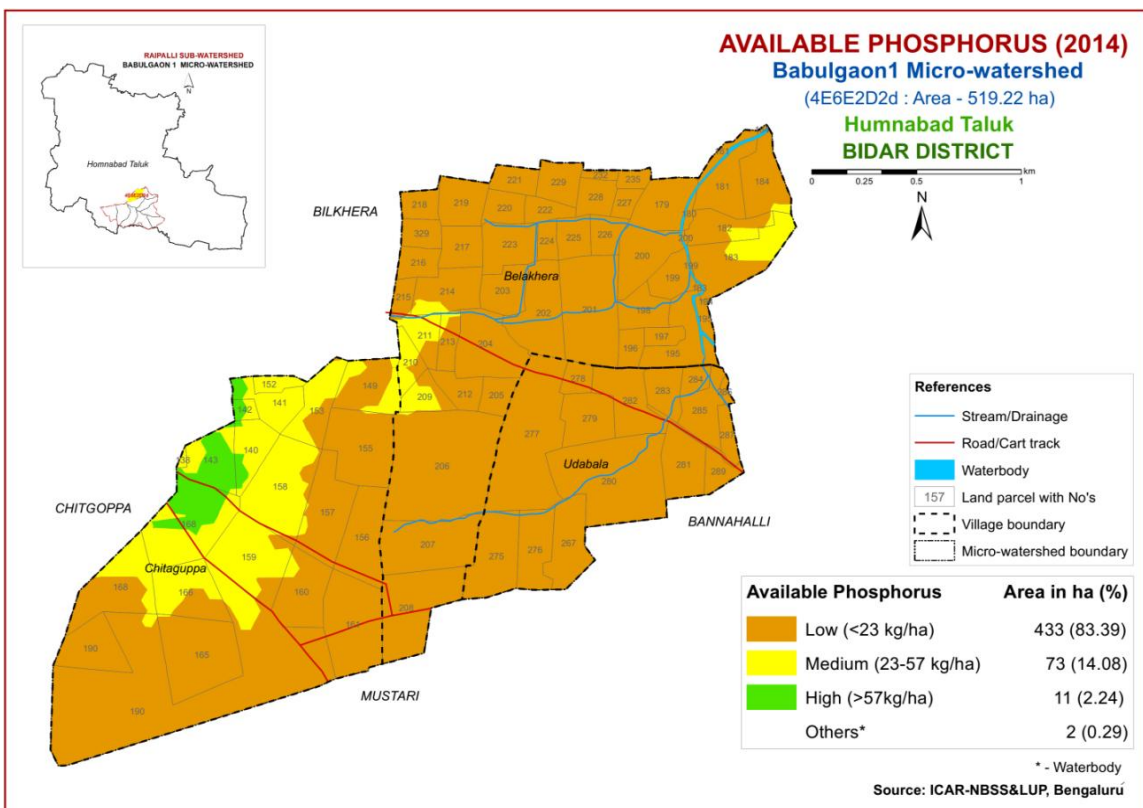 RAIPALLI SUB-WATERSHED
BABULGAON 1 MICRO-WATERSHED
N
Homnabad Taluk
AVAILABLE PHOSPHORUS (2014)
Babulgaon1 Micro-watershed
(4E6E2D2d : Area - 519.22 ha)
Humnabad Taluk
BIDAR DISTRICT
0 0.25 0.5 1 km
N
BILKHERA
221 229 232 235
181 184
218 219 220 222 228 227 179 180
329 217 223 224 225 226 200 200 182
216 183
Belakhera
199 199
215 214 203 202 201 198
211 213 204 197
210 196 195
152 149 209 212 205 278 284
142 141 153 279 282 283 285
138 143 140 155 277
206 Udabala 281 289
158 280
CHITGOPPA
157 BANNAHALLI
168
159 156 207 275 276 267
Chitaguppa
168 166 160 208
164
190 165
MUSTARI
190
References
Stream/Drainage
Road/Cart track
Waterbody
157 Land parcel with No's
Village boundary
Micro-watershed boundary
Available Phosphorus Area in ha (%)
Low (<23 kg/ha) 433 (83.39)
Medium (23-57 kg/ha) 73 (14.08)
High (>57kg/ha) 11 (2.24)
Others* 2 (0.29)
* - Waterbody
Source: ICAR-NBSS&LUP, Bengaluru